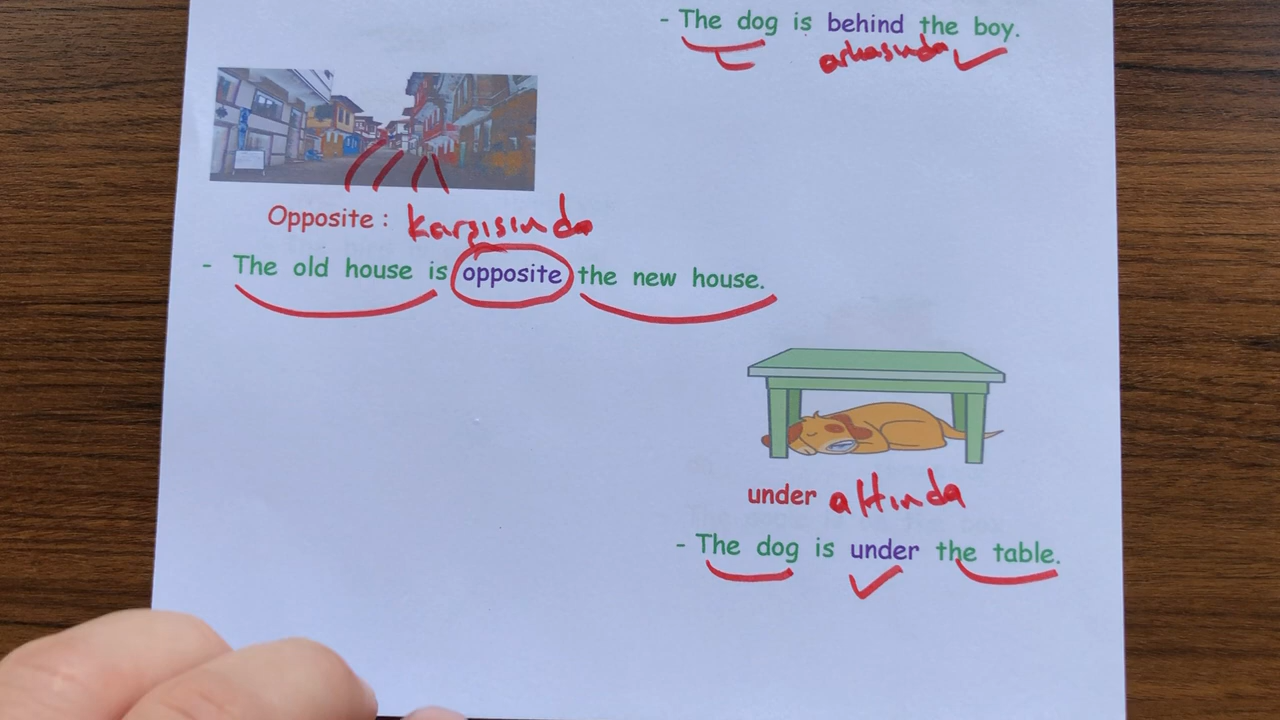 - The dog is behind the boy.
arkasında
Opposite : karşısında
- The old house is opposite the new house.
under altında
- The dog is under the table.